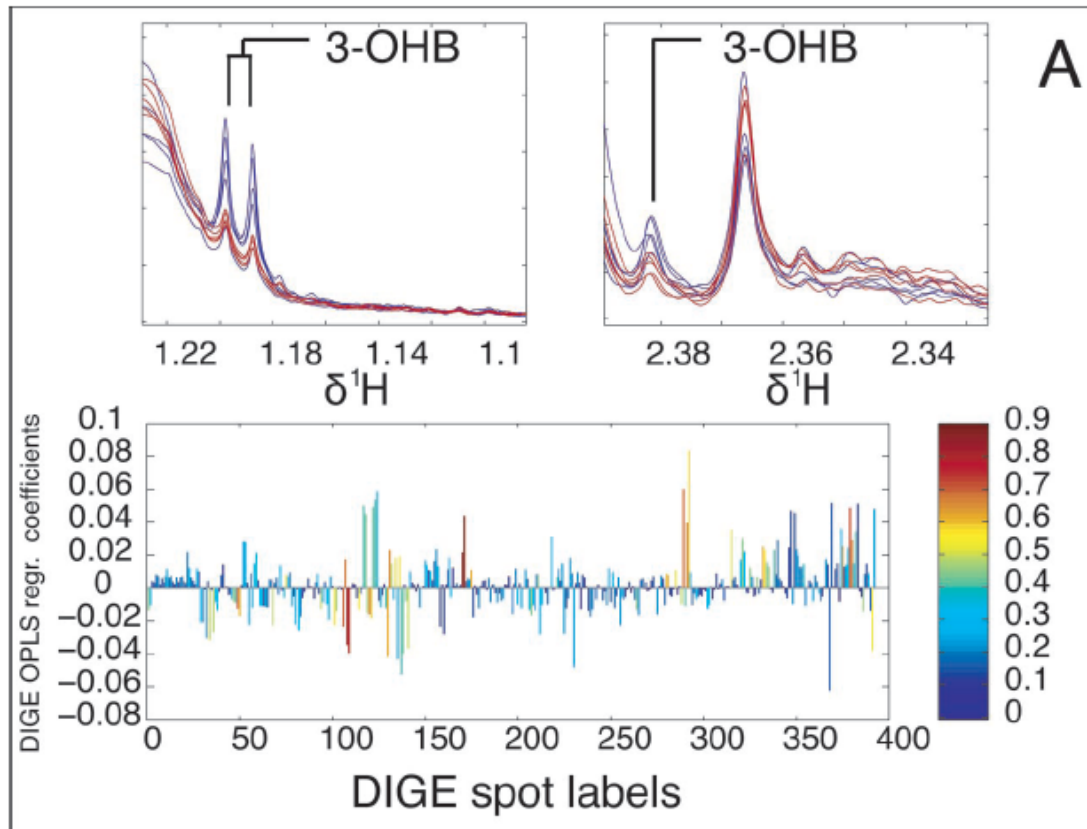 3-OHB
3-OHB
A
1.22 1.18 1.14 1.1
δ¹H
2.38 2.36 2.34
δ¹H
DIGE OPLS regr. coefficients
0.1
0.08
0.06
0.04
0.02
0
−0.02
−0.04
−0.06
−0.08
0 50 100 150 200 250 300 350 400
DIGE spot labels
0.9
0.8
0.7
0.6
0.5
0.4
0.3
0.2
0.1
0